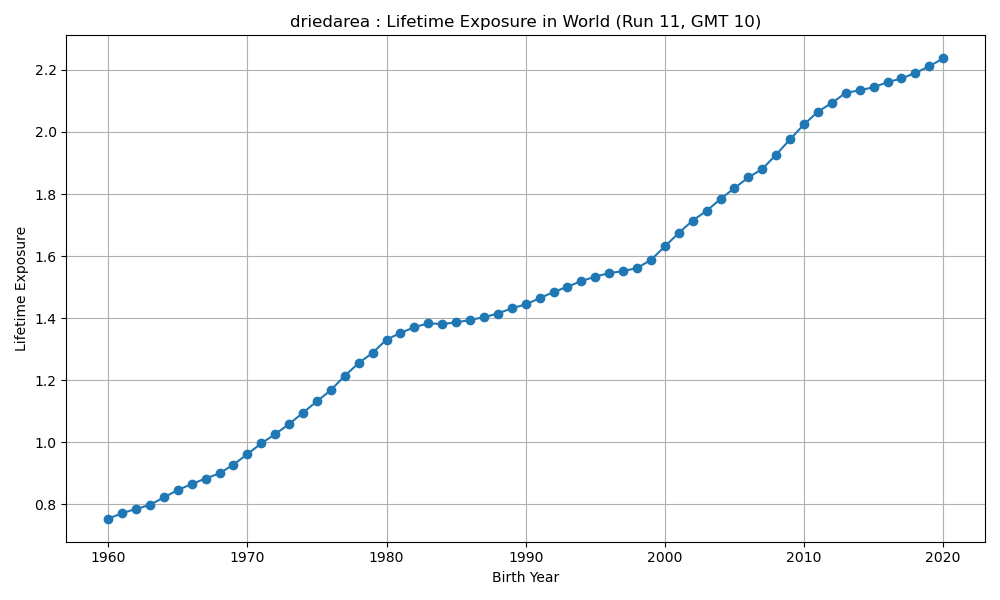 driedarea : Lifetime Exposure in World (Run 11, GMT 10)
Lifetime Exposure
2.2
2.0
1.8
1.6
1.4
1.2
1.0
0.8
1960 1970 1980 1990 2000 2010 2020
Birth Year